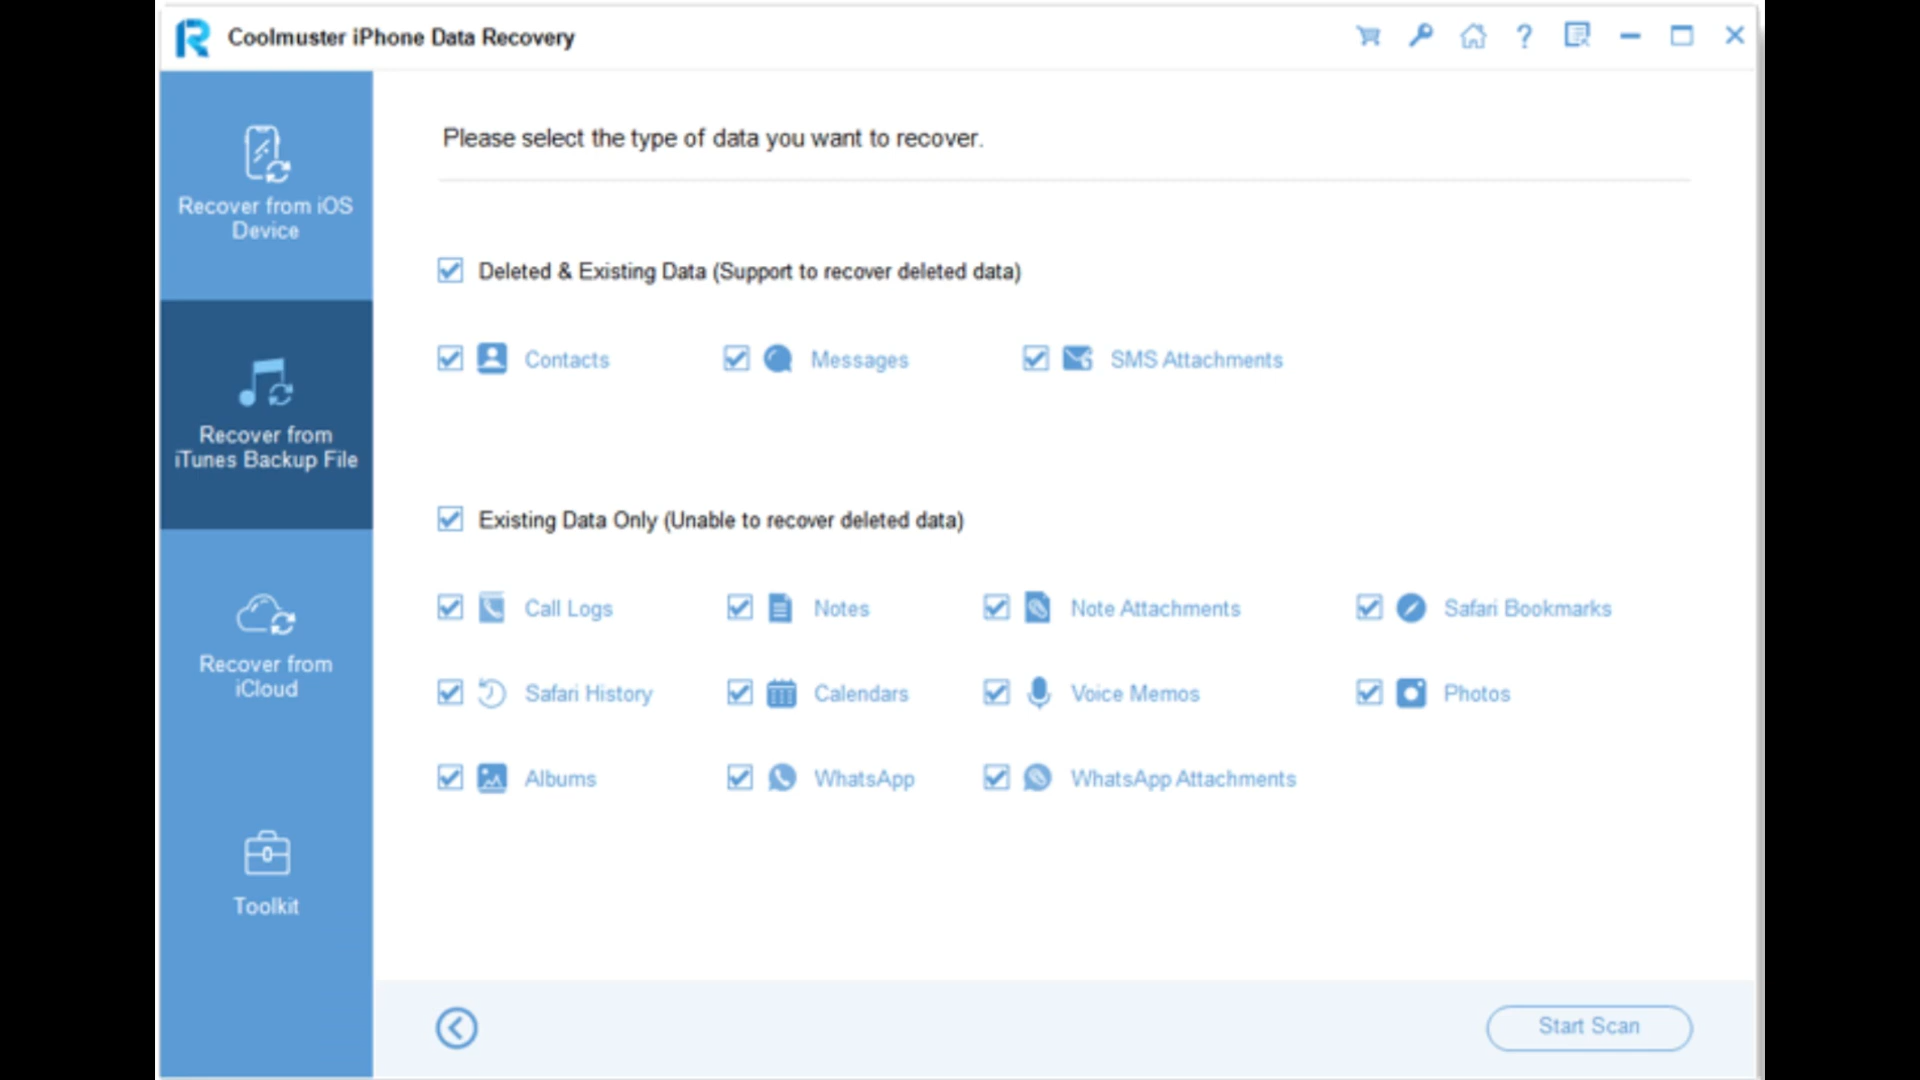 Coolmuster iPhone Data Recovery
?
Recover from iOS
Device
Recover from
iTunes Backup File
Recover from
iCloud
Toolkit
Please select the type of data you want to recover.
Deleted & Existing Data (Support to recover deleted data)
Contacts
Messages
SMS Attachments
Existing Data Only (Unable to recover deleted data)
Call Logs
Notes
Note Attachments
Safari Bookmarks
Safari History
Calendars
Voice Memos
Photos
Albums
WhatsApp
WhatsApp Attachments
Start Scan